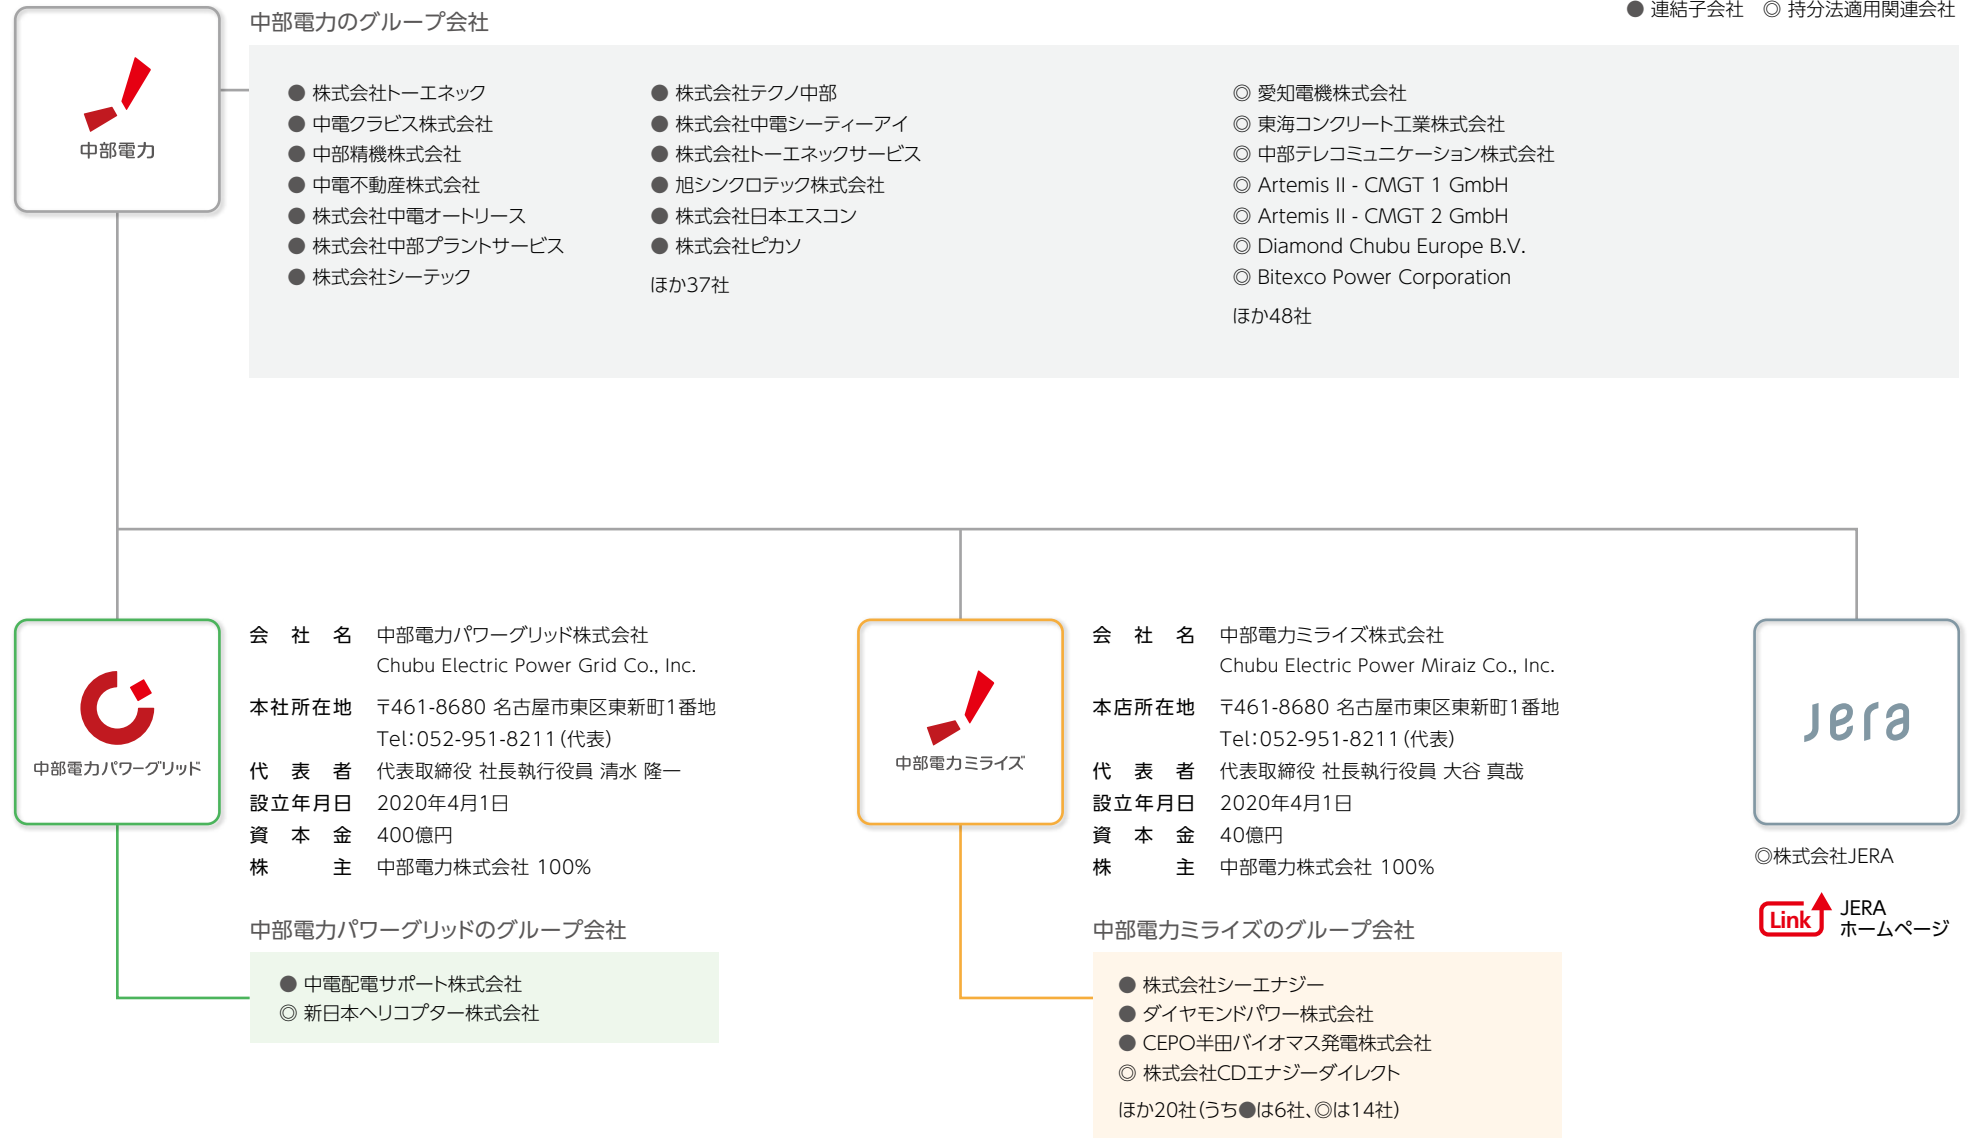 ● 連結子会社 ◎ 持分法適用関連会社
中部電力
中部電力のグループ会社
● 株式会社トーエネック
● 中電クラビス株式会社
● 中部精機株式会社
● 中電不動産株式会社
● 株式会社中電オートリース
● 株式会社中部プラントサービス
● 株式会社シーテック
● 株式会社テクノ中部
● 株式会社中電シーティーアイ
● 株式会社トーエネックサービス
● 旭シンクロテック株式会社
● 株式会社日本エスコン
● 株式会社ピカソ
ほか37社
◎ 愛知電機株式会社
◎ 東海コンクリート工業株式会社
◎ 中部テレコミュニケーション株式会社
◎ Artemis II - CMGT 1 GmbH
◎ Artemis II - CMGT 2 GmbH
◎ Diamond Chubu Europe B.V.
◎ Bitexco Power Corporation
ほか48社
中部電力パワーグリッド
会社名 中部電力パワーグリッド株式会社
Chubu Electric Power Grid Co., Inc.
本社所在地 〒461-8680 名古屋市東区東新町1番地
Tel：052-951-8211（代表）
代表者 代表取締役 社長執行役員 清水 隆一
設立年月日 2020年4月1日
資本金 400億円
株主 中部電力株式会社 100%
中部電力パワーグリッドのグループ会社
● 中電配電サポート株式会社
◎ 新日本ヘリコプター株式会社
中部電力ミライズ
会社名 中部電力ミライズ株式会社
Chubu Electric Power Miraiz Co., Inc.
本店所在地 〒461-8680 名古屋市東区東新町1番地
Tel：052-951-8211（代表）
代表者 代表取締役 社長執行役員 大谷 真哉
設立年月日 2020年4月1日
資本金 40億円
株主 中部電力株式会社 100%
中部電力ミライズのグループ会社
● 株式会社シーエナジー
● ダイヤモンドパワー株式会社
● CEPO半田バイオマス発電株式会社
◎ 株式会社CDエナジーダイレクト
ほか20社（うち●は6社、◎は14社）
Jera
◎株式会社JERA
Link
JERA
ホームページ